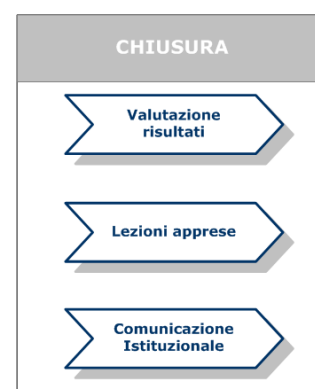 CHIUSURA
Valutazione
risultati
Lezioni apprese
Comunicazione
Istituzionale